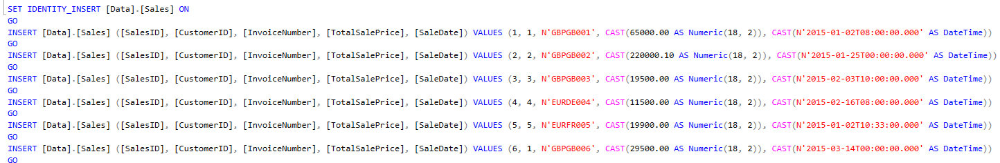 SET IDENTITY_INSERT [Data].[Sales] ON
GO
INSERT [Data].[Sales] ([SalesID], [CustomerID], [InvoiceNumber], [TotalSalePrice], [SaleDate]) VALUES (1, 1, N'GBPGB001', CAST(65000.00 AS Numeric(18, 2)), CAST(N'2015-01-02T08:00:00.000' AS DateTime))
GO
INSERT [Data].[Sales] ([SalesID], [CustomerID], [InvoiceNumber], [TotalSalePrice], [SaleDate]) VALUES (2, 2, N'GBPGB002', CAST(220000.10 AS Numeric(18, 2)), CAST(N'2015-01-25T00:00:00.000' AS DateTime))
GO
INSERT [Data].[Sales] ([SalesID], [CustomerID], [InvoiceNumber], [TotalSalePrice], [SaleDate]) VALUES (3, 3, N'GBPGB003', CAST(19500.00 AS Numeric(18, 2)), CAST(N'2015-02-03T10:00:00.000' AS DateTime))
GO
INSERT [Data].[Sales] ([SalesID], [CustomerID], [InvoiceNumber], [TotalSalePrice], [SaleDate]) VALUES (4, 4, N'EURDE004', CAST(11500.00 AS Numeric(18, 2)), CAST(N'2015-02-16T08:00:00.000' AS DateTime))
GO
INSERT [Data].[Sales] ([SalesID], [CustomerID], [InvoiceNumber], [TotalSalePrice], [SaleDate]) VALUES (5, 5, N'EURFR005', CAST(19900.00 AS Numeric(18, 2)), CAST(N'2015-01-02T10:33:00.000' AS DateTime))
GO
INSERT [Data].[Sales] ([SalesID], [CustomerID], [InvoiceNumber], [TotalSalePrice], [SaleDate]) VALUES (6, 1, N'GBPGB006', CAST(29500.00 AS Numeric(18, 2)), CAST(N'2015-03-14T00:00:00.000' AS DateTime))
GO